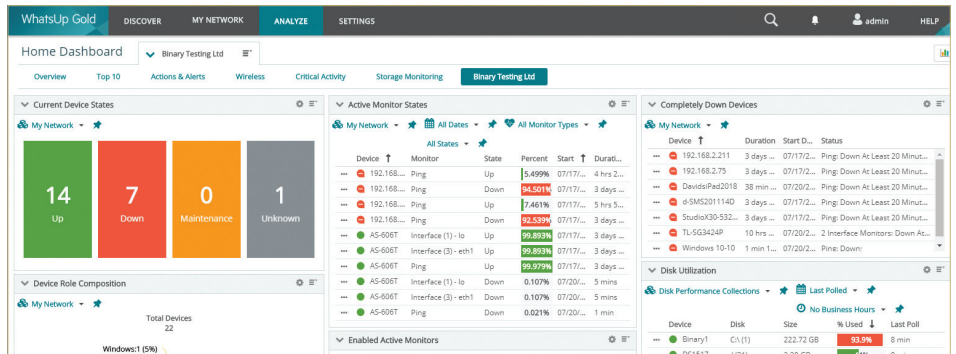 WhatsUp Gold DISCOVER MY NETWORK ANALYZE SETTINGS admin HELP
Home Dashboard Binary Testing Ltd
Overview Top 10 Actions & Alerts Wireless Critical Activity Storage Monitoring Binary Testing Ltd
Current Device States
My Network
14 Up
7 Down
0 Maintenance
1 Unknown
Device Role Composition
My Network
Total Devices
22
Windows:1 (5%)
Active Monitor States
My Network All Dates All Monitor Types
All States
Device Monitor State Percent Start Durati...
192.168.... Ping Up 5.499% 07/17/... 4 hrs 2...
192.168.... Ping Down 94.501% 07/17/... 3 days ...
192.168.... Ping Up 7.461% 07/17/... 5 hrs 5...
192.168.... Ping Down 92.539% 07/17/... 3 days ...
AS-606T Interface (1) - lo Up 99.893% 07/17/... 3 days ...
AS-606T Interface (3) - eth1 Up 99.893% 07/17/... 3 days ...
AS-606T Ping Up 99.979% 07/17/... 3 days ...
AS-606T Interface (1) - lo Down 0.107% 07/20/... 5 mins
AS-606T Interface (3) - eth1 Down 0.107% 07/20/... 5 mins
AS-606T Ping Down 0.021% 07/20/... 1 min
Enabled Active Monitors
Completely Down Devices
My Network
Device Duration Start D... Status
192.168.2.211 3 days ... 07/17/2... Ping: Down At Least 20 Minut...
192.168.2.75 3 days ... 07/17/2... Ping: Down At Least 20 Minut...
DavidsiPad2018 38 min ... 07/20/2... Ping: Down At Least 20 Minut...
d-SMS201114D 3 days ... 07/17/2... Ping: Down At Least 20 Minut...
StudioX30-532... 3 days ... 07/17/2... Ping: Down At Least 20 Minut...
TL-SG3424P 10 hrs ... 07/20/2... 2 Interface Monitors: Down At...
Windows 10-10 1 min 1... 07/20/2... Ping: Down:
Disk Utilization
Disk Performance Collections Last Polled
No Business Hours
Device Disk Size % Used Last Poll
Binary1 C:\ (1) 222.72 GB 93.9% 8 min